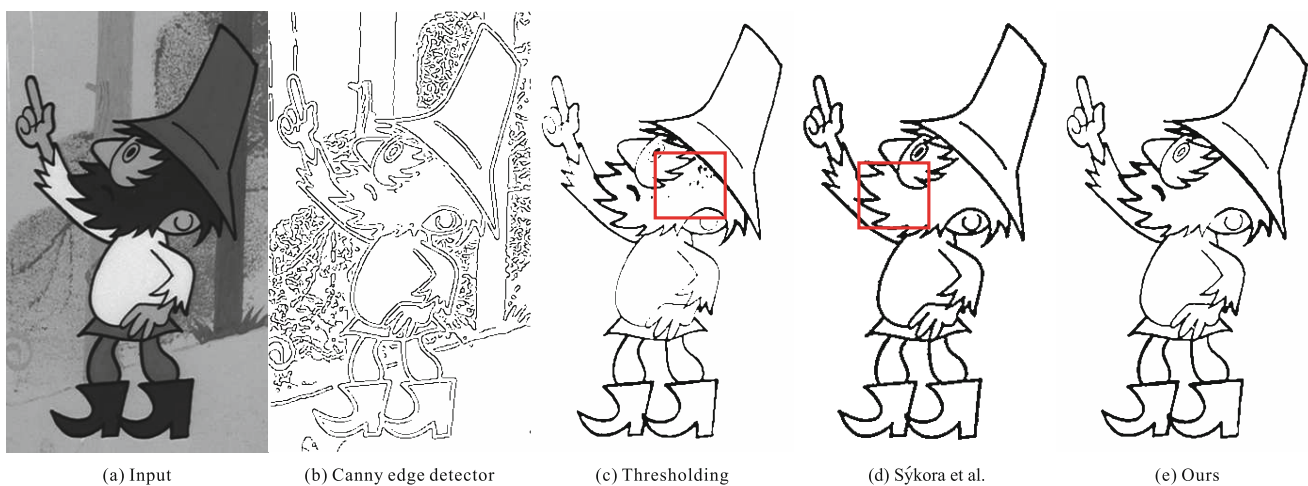 (a) Input
(b) Canny edge detector
(c) Thresholding
(d) Sýkora et al.
(e) Ours